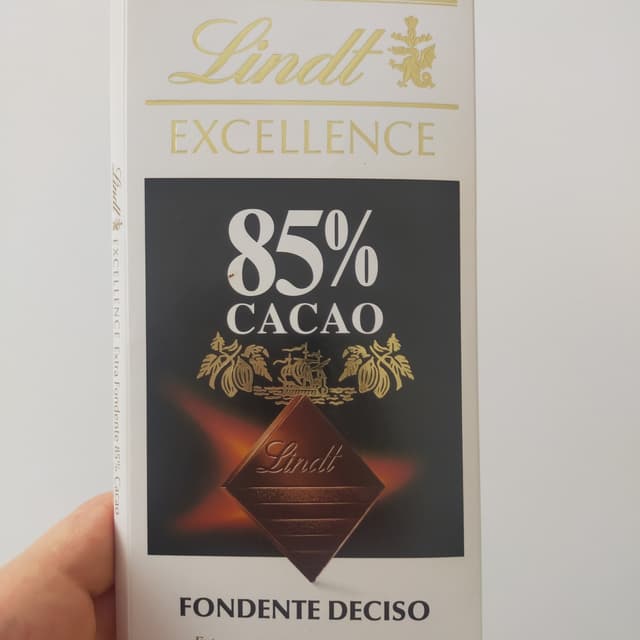 Lindt
EXCELLENCE
85%
CACAO
Lindt
FONDENTE DECISO
Lindt EXCELLENCE Extra Fondente 85% Cacao